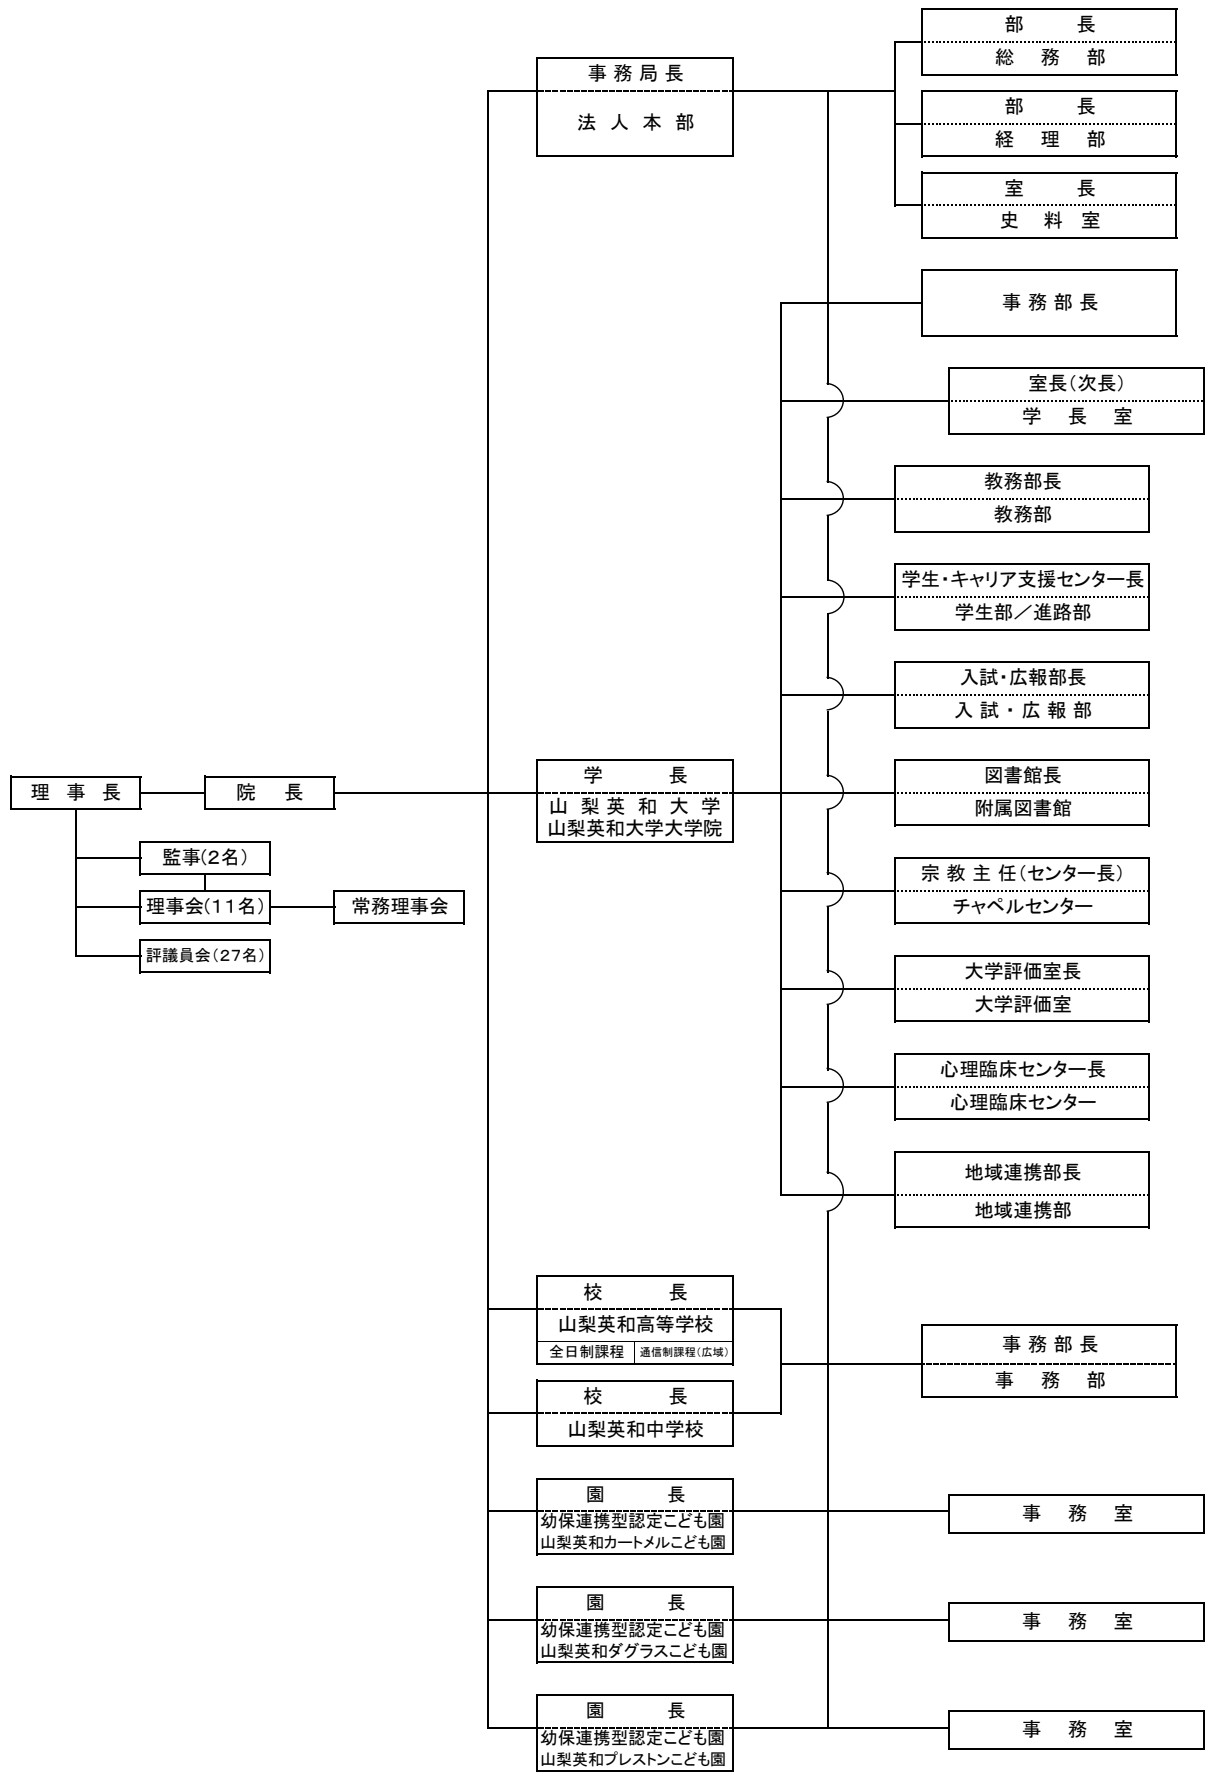 理事長
院長
監事(2名)
理事会(11名)
常務理事会
評議員会(27名)
事務局長
法人本部
部長
総務部
部長
経理部
室長
史料室
学長
山梨英和大学
山梨英和大学大学院
事務部長
室長(次長)
学長室
教務部長
教務部
学生・キャリア支援センター長
学生部/進路部
入試・広報部長
入試・広報部
図書館長
附属図書館
宗教主任(センター長)
チャペルセンター
大学評価室長
大学評価室
心理臨床センター長
心理臨床センター
地域連携部長
地域連携部
校長
山梨英和高等学校
全日制課程 通信制課程(広域)
校長
山梨英和中学校
事務部長
事務部
園長
幼保連携型認定こども園
山梨英和カートメルこども園
事務室
園長
幼保連携型認定こども園
山梨英和ダグラスこども園
事務室
園長
幼保連携型認定こども園
山梨英和プレストンこども園
事務室